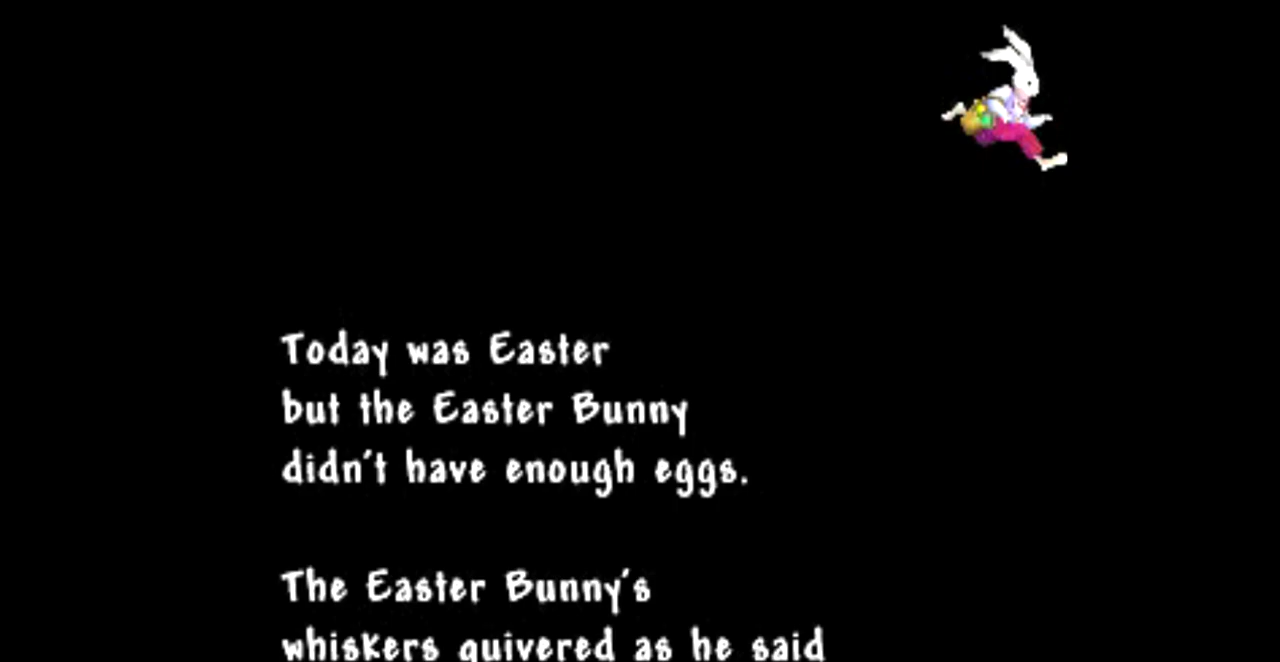 Today was Easter
but the Easter Bunny
didn't have enough eggs.
The Easter Bunny's
whiskers quivered as he said